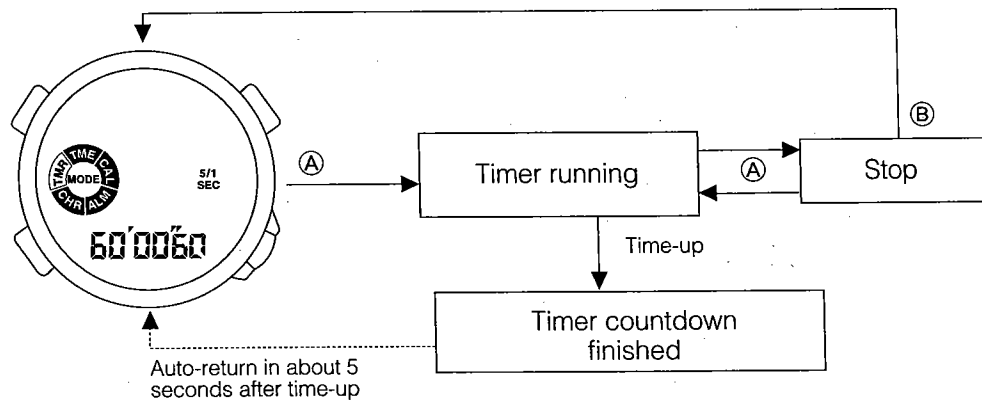 TMR TME CAL
MODE
CHR ALM
5/1
SEC
60'00"60
Ⓐ
Timer running
Ⓐ
Ⓑ
Stop
Time-up
Timer countdown
finished
Auto-return in about 5
seconds after time-up